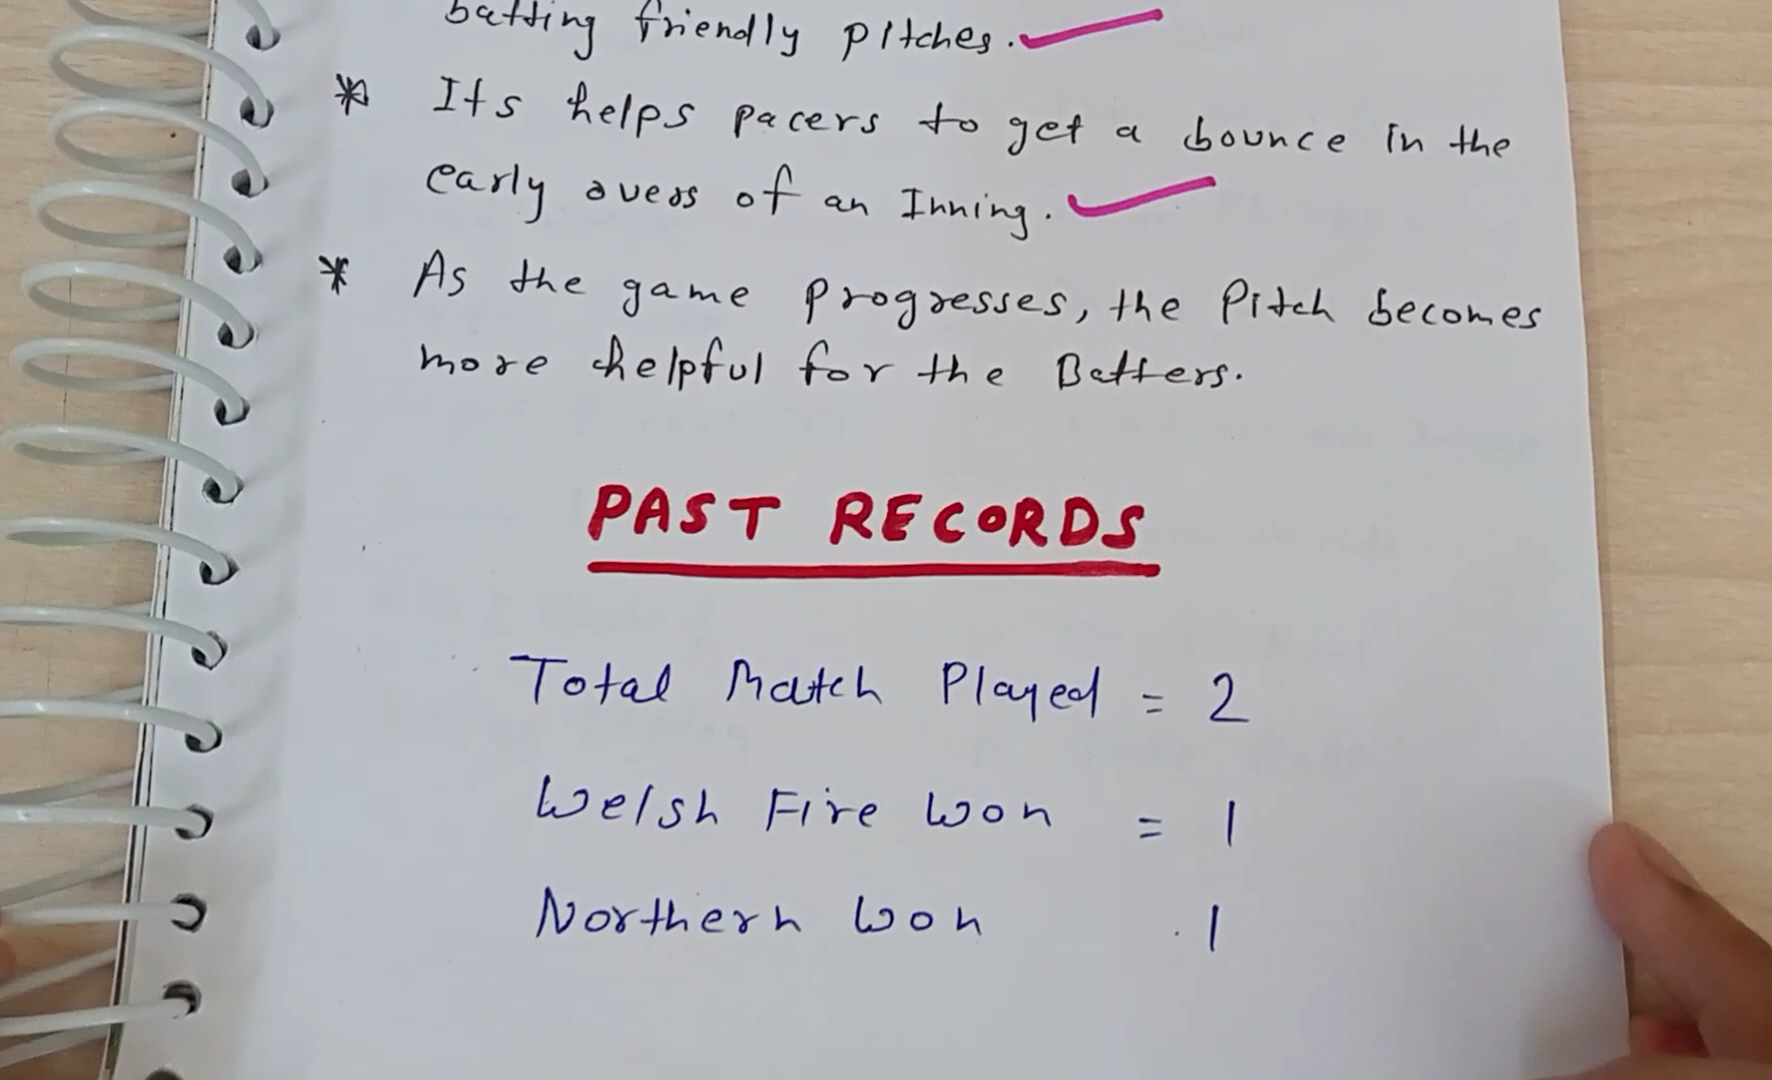 batting friendly pitches.
* Its helps pacers to get a bounce in the
early overs of an Inning.
* As the game progresses, the Pitch becomes
more helpful for the Batters.
PAST RECORDS
Total Match Played = 2
Welsh Fire Won = 1
Northern Won . 1